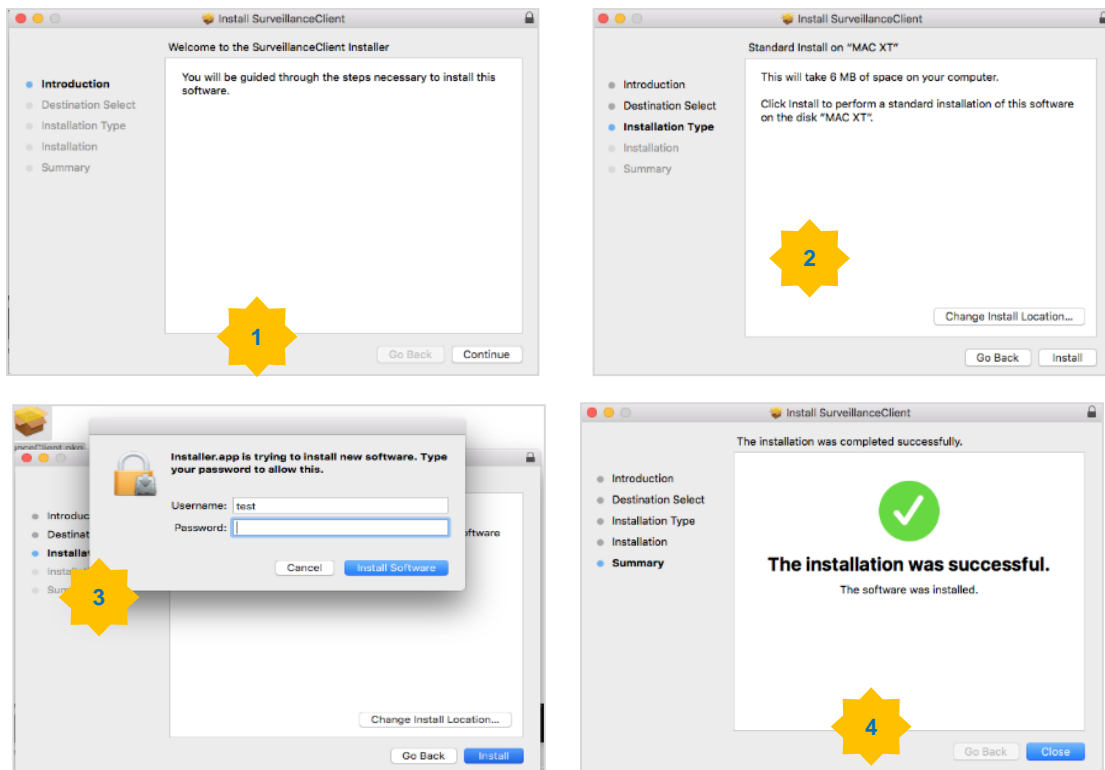 Install SurveillanceClient
Welcome to the SurveillanceClient Installer
Introduction
Destination Select
Installation Type
Installation
Summary
You will be guided through the steps necessary to install this
software.
1
Go Back
Continue
Install SurveillanceClient
Standard Install on “MAC XT”
Introduction
Destination Select
Installation Type
Installation
Summary
This will take 6 MB of space on your computer.
Click Install to perform a standard installation of this software
on the disk “MAC XT”.
2
Change Install Location...
Go Back
Install
Installer.app is trying to install new software. Type
your password to allow this.
Username: test
Password:
Cancel
Install Software
Introduc
Destinat
Installat
Insta
Sum
ftware
3
Change Install Location...
Go Back
Install
Install SurveillanceClient
The installation was completed successfully.
Introduction
Destination Select
Installation Type
Installation
Summary
The installation was successful.
The software was installed.
4
Go Back
Close